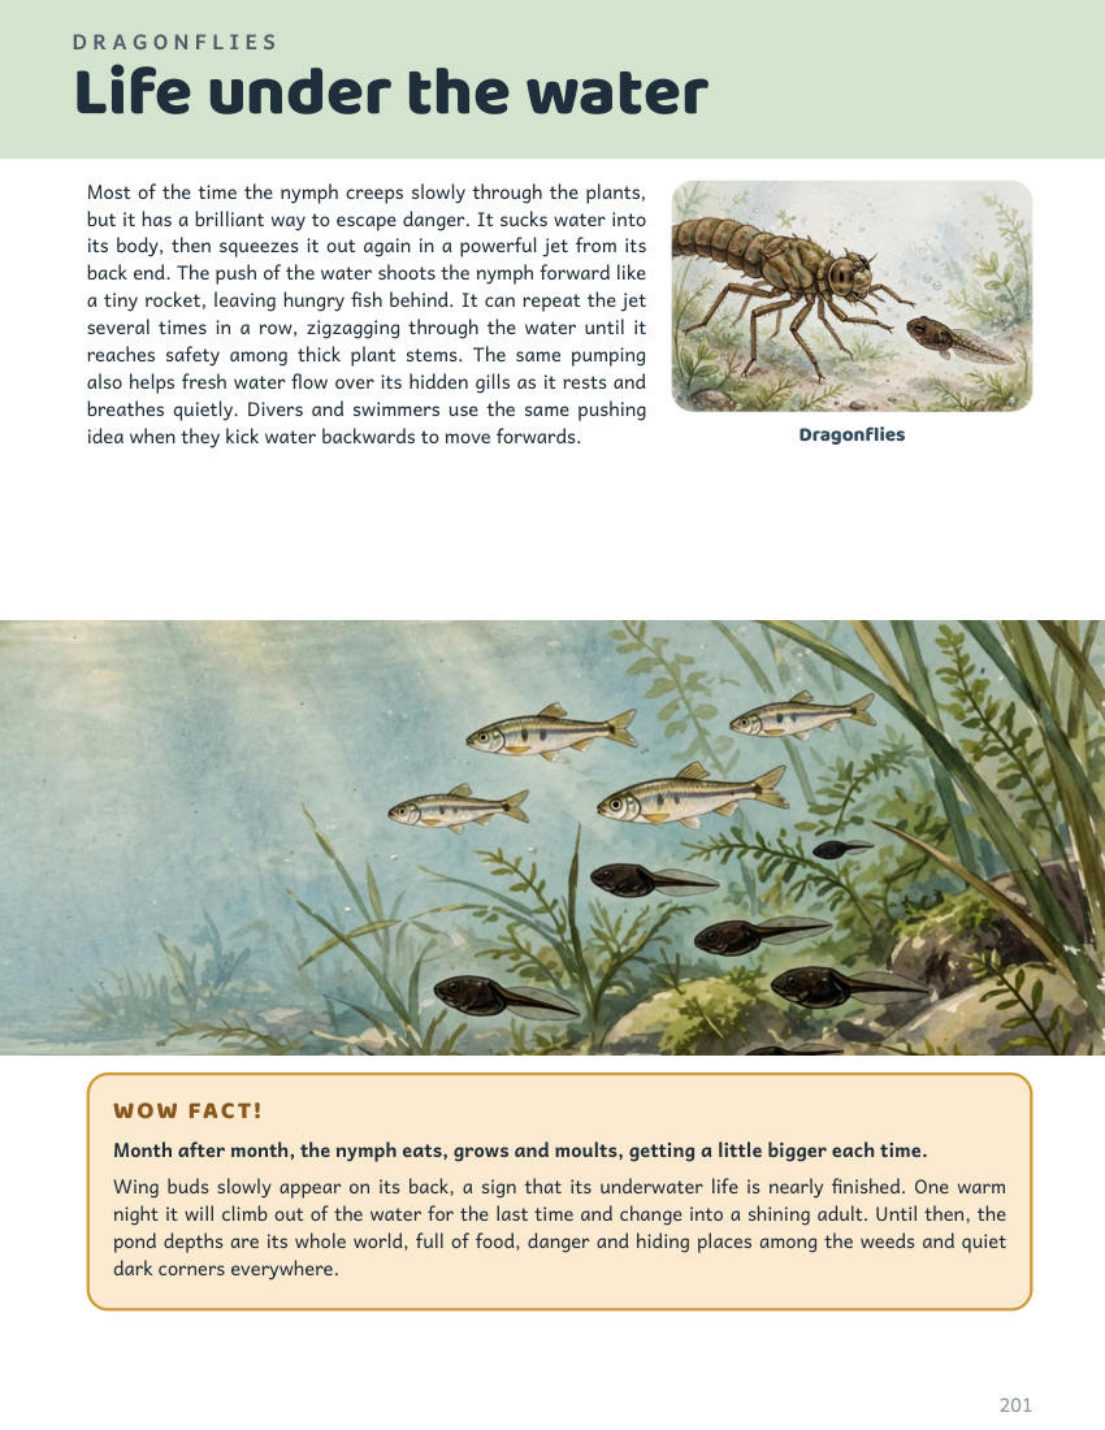 DRAGONFLIES
Life under the water
Most of the time the nymph creeps slowly through the plants,
but it has a brilliant way to escape danger. It sucks water into
its body, then squeezes it out again in a powerful jet from its
back end. The push of the water shoots the nymph forward like
a tiny rocket, leaving hungry fish behind. It can repeat the jet
several times in a row, zigzagging through the water until it
reaches safety among thick plant stems. The same pumping
also helps fresh water flow over its hidden gills as it rests and
breathes quietly. Divers and swimmers use the same pushing
idea when they kick water backwards to move forwards.
Dragonflies
WOW FACT!
Month after month, the nymph eats, grows and moults, getting a little bigger each time.
Wing buds slowly appear on its back, a sign that its underwater life is nearly finished. One warm
night it will climb out of the water for the last time and change into a shining adult. Until then, the
pond depths are its whole world, full of food, danger and hiding places among the weeds and quiet
dark corners everywhere.
201